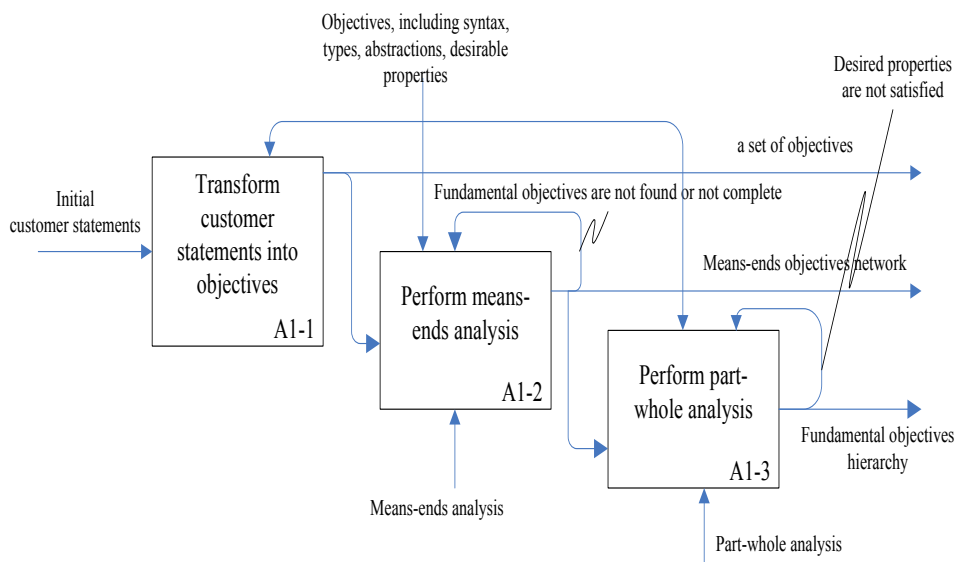 Objectives, including syntax,
types, abstractions, desirable
properties
Desired properties
are not satisfied
a set of objectives
Initial
customer statements
Transform
customer
statements into
objectives
A1-1
Fundamental objectives are not found or not complete
Means-ends objectives network
Perform means-
ends analysis
A1-2
Perform part-
whole analysis
A1-3
Fundamental objectives
hierarchy
Means-ends analysis
Part-whole analysis